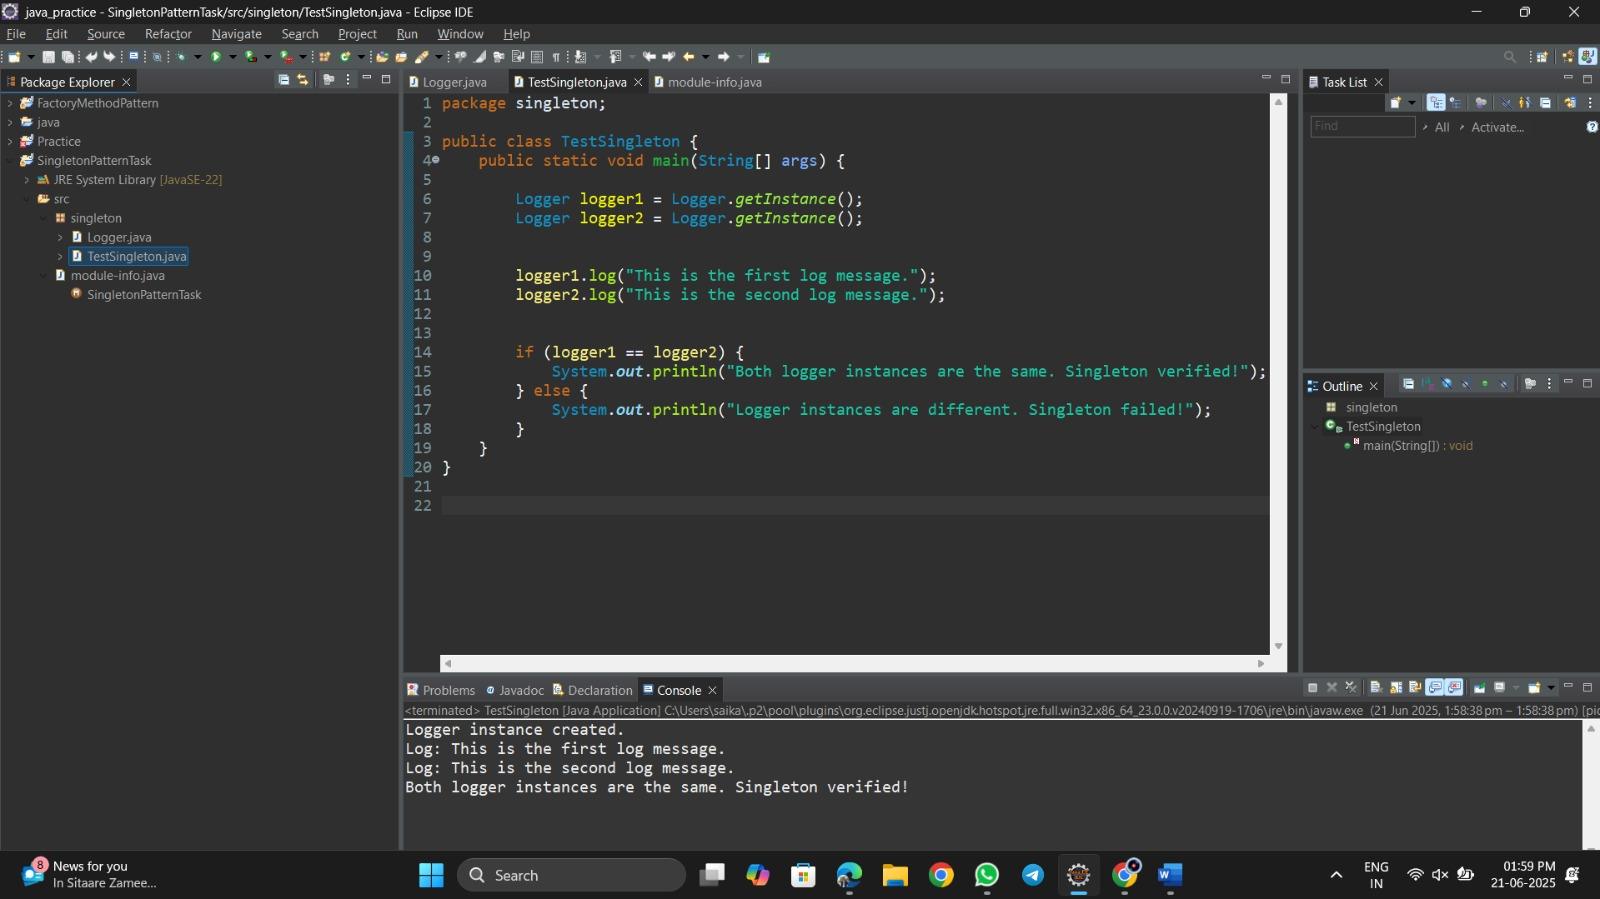 java_practice - SingletonPatternTask/src/singleton/TestSingleton.java - Eclipse IDE
File Edit Source Refactor Navigate Search Project Run Window Help
Package Explorer
FactoryMethodPattern
java
Practice
SingletonPatternTask
JRE System Library [JavaSE-22]
src
singleton
Logger.java
TestSingleton.java
module-info.java
SingletonPatternTask
Logger.java TestSingleton.java module-info.java
1 package singleton;
2
3 public class TestSingleton {
4 public static void main(String[] args) {
5
6 Logger logger1 = Logger.getInstance();
7 Logger logger2 = Logger.getInstance();
8
9
10 logger1.log("This is the first log message.");
11 logger2.log("This is the second log message.");
12
13
14 if (logger1 == logger2) {
15 System.out.println("Both logger instances are the same. Singleton verified!");
16 } else {
17 System.out.println("Logger instances are different. Singleton failed!");
18 }
19 }
20 }
21
22
Task List
Find All Activate...
Outline
singleton
TestSingleton
main(String[]) : void
Problems Javadoc Declaration Console
<terminated> TestSingleton [Java Application] C:\Users\saika\.p2\pool\plugins\org.eclipse.justj.openjdk.hotspot.jre.full.win32.x86_64_23.0.0.v20240919-1706\jre\bin\javaw.exe (21 Jun 2025, 1:58:38 pm – 1:58:38 pm) [pid
Logger instance created.
Log: This is the first log message.
Log: This is the second log message.
Both logger instances are the same. Singleton verified!
8
News for you
In Sitaare Zamee...
Search
ENG
IN
01:59 PM
21-06-2025